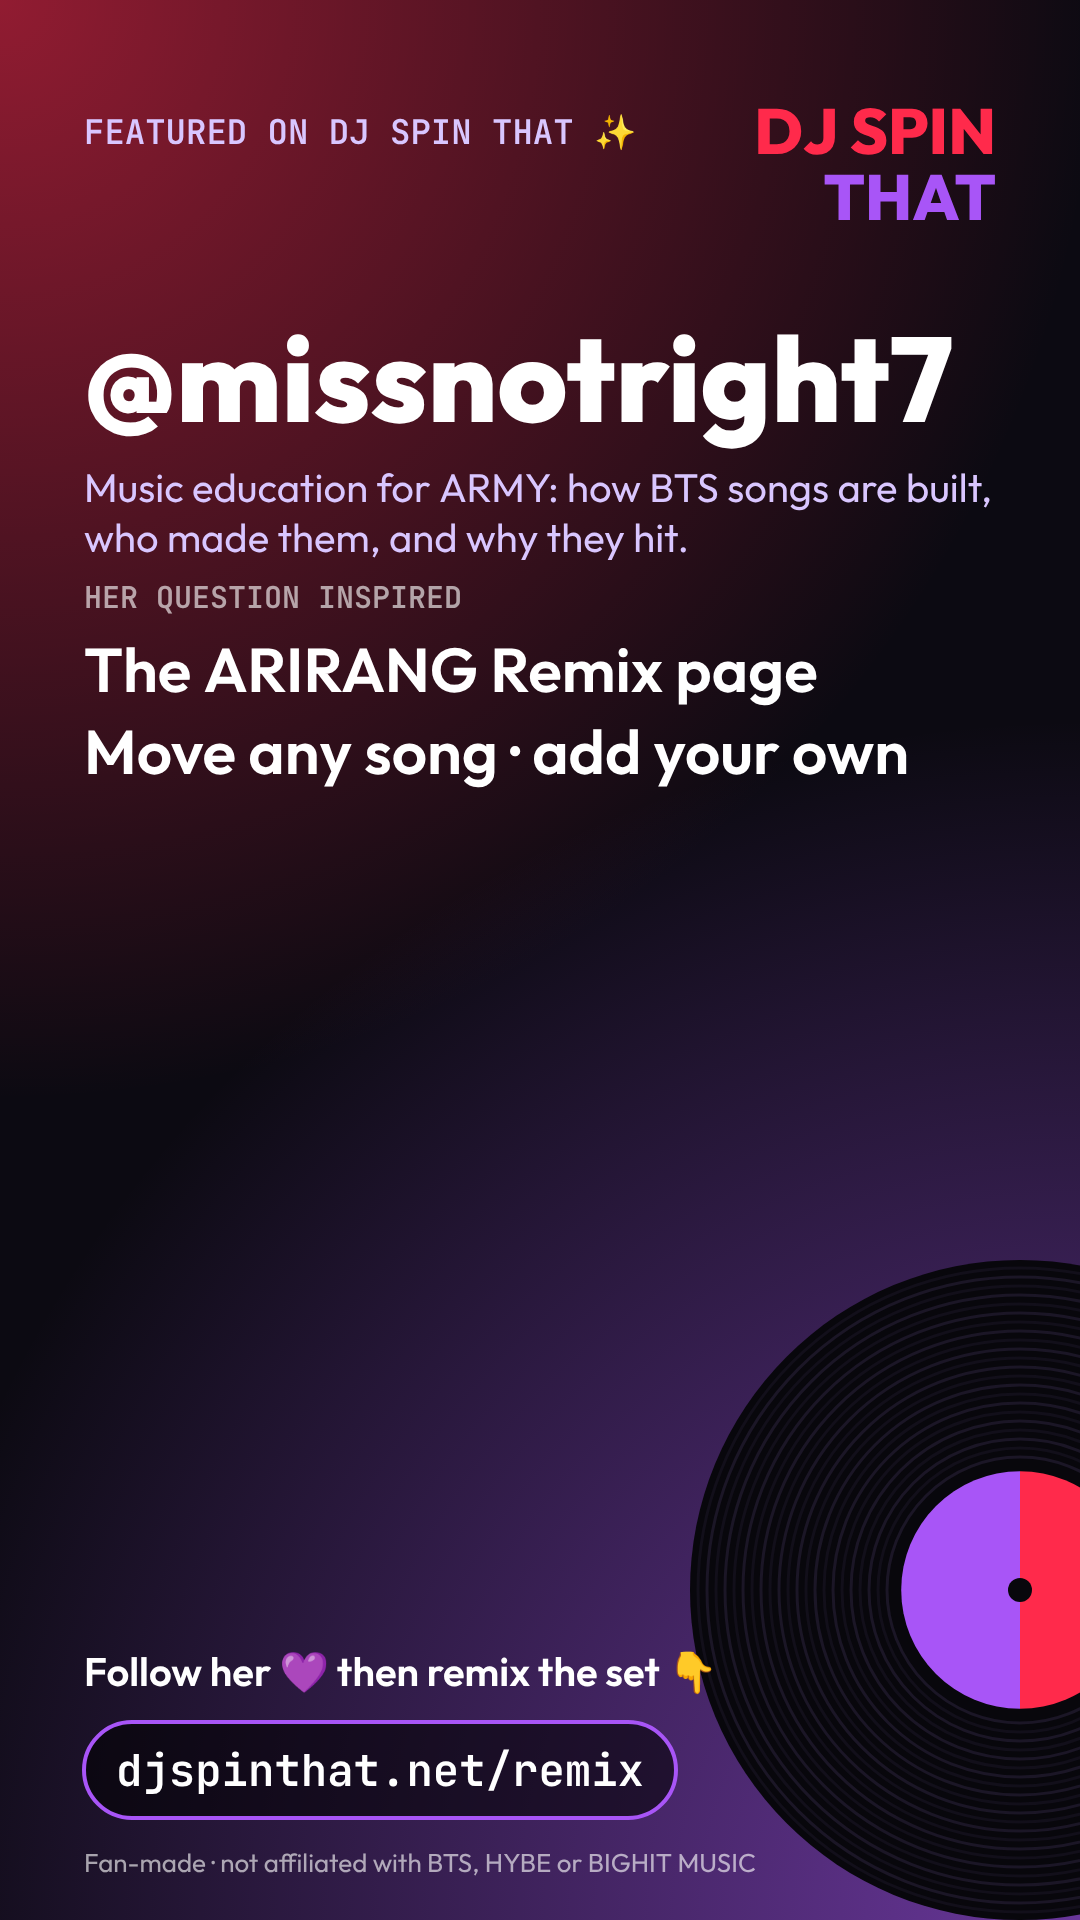 FEATURED ON DJ SPIN THAT ✨
DJ SPIN
THAT
@missnotright7
Music education for ARMY: how BTS songs are built,
who made them, and why they hit.
HER QUESTION INSPIRED
The ARIRANG Remix page
Move any song · add your own
Follow her 💜 then remix the set 👇
djspinthat.net/remix
Fan-made · not affiliated with BTS, HYBE or BIGHIT MUSIC